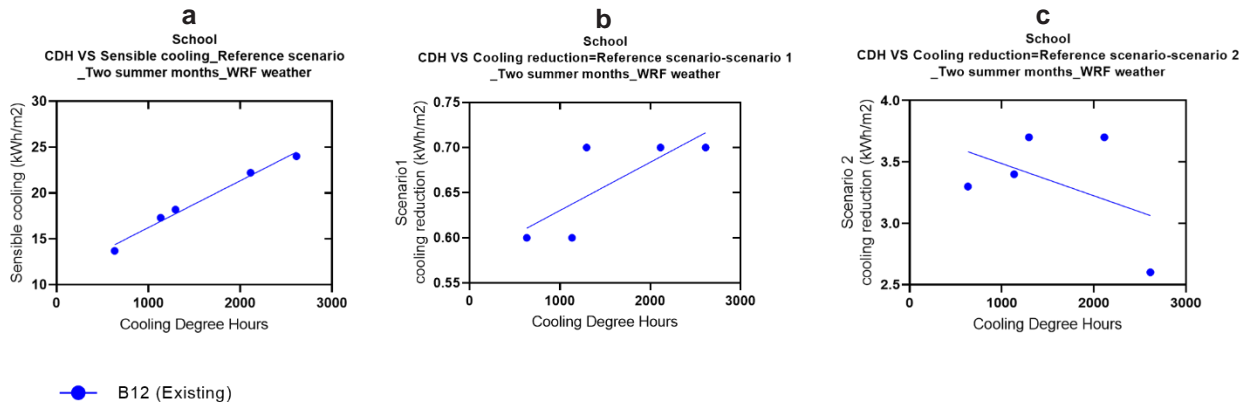 a
School
CDH VS Sensible cooling_Reference scenario
_Two summer months_WRF weather
30
25
20
15
10
Sensible cooling (kWh/m2)
0
1000
2000
3000
Cooling Degree Hours
b
School
CDH VS Cooling reduction=Reference scenario-scenario 1
_Two summer months_WRF weather
0.75
0.70
0.65
0.60
0.55
Scenario1
cooling reduction (kWh/m2)
0
1000
2000
3000
Cooling Degree Hours
c
School
CDH VS Cooling reduction=Reference scenario-scenario 2
_Two summer months_WRF weather
4.0
3.5
3.0
2.5
Scenario 2
cooling reduction (kWh/m2)
0
1000
2000
3000
Cooling Degree Hours
B12 (Existing)